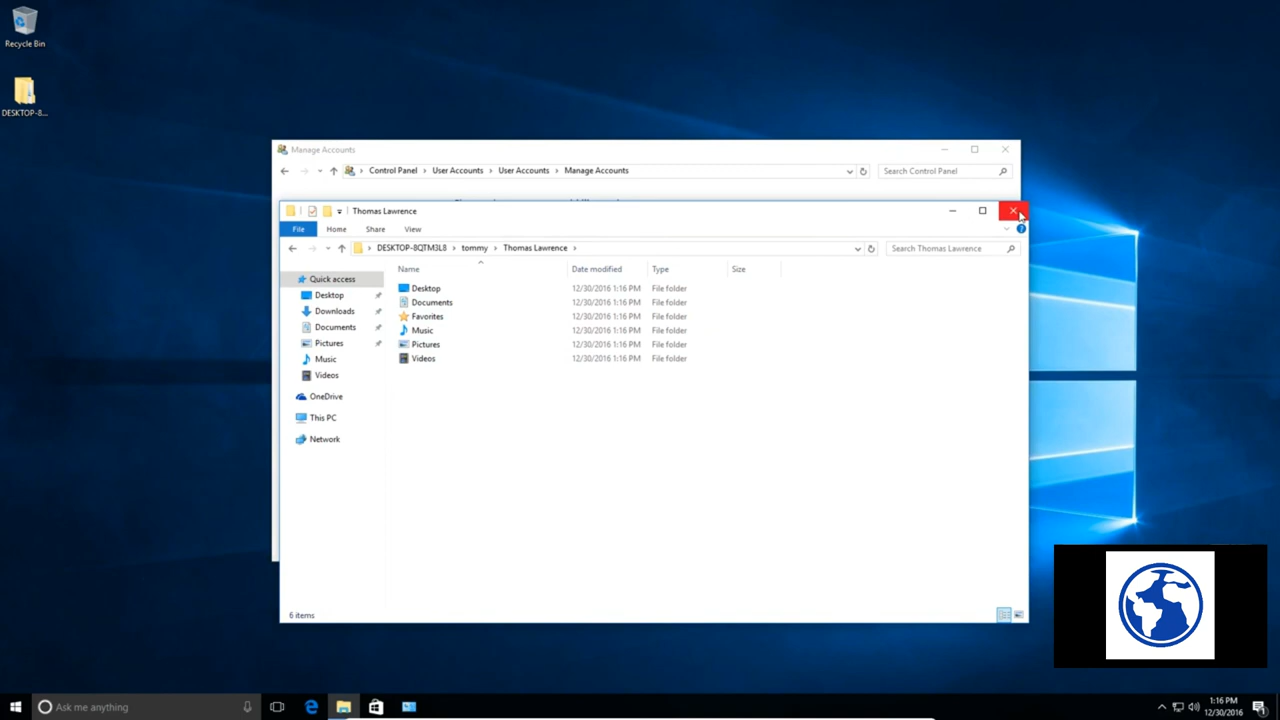 Recycle Bin
DESKTOP-8...
Manage Accounts
Control Panel > User Accounts > User Accounts > Manage Accounts
Search Control Panel
Thomas Lawrence
File Home Share View
DESKTOP-8QTM3L8 > tommy > Thomas Lawrence >
Search Thomas Lawrence
Name Date modified Type Size
Quick access
Desktop
Downloads
Documents
Pictures
Music
Videos
OneDrive
This PC
Network
Desktop 12/30/2016 1:16 PM File folder
Documents 12/30/2016 1:16 PM File folder
Favorites 12/30/2016 1:16 PM File folder
Music 12/30/2016 1:16 PM File folder
Pictures 12/30/2016 1:16 PM File folder
Videos 12/30/2016 1:16 PM File folder
6 items
Ask me anything
1:16 PM
12/30/2016
1